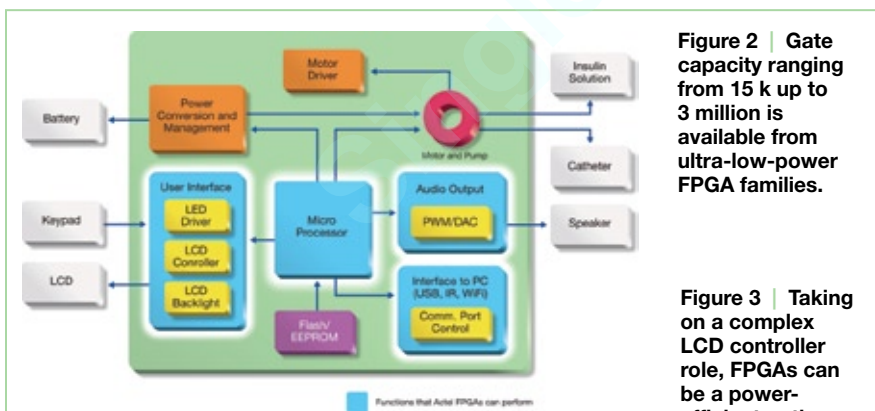 Motor
Driver
Insulin
Solution
Power
Conversion and
Management
Battery
Motor and Pump
Catheter
User Interface
Audio Output
LED
Driver
Micro
Processor
PWM/DAC
Keypad
Speaker
LCD
Conroller
Interface to PC
(USB, IR, WiFi)
LCD
LCD
Backlight
Comm. Port
Control
Flash/
EEPROM
Functions that Actel FPGAs can perform
Figure 2 | Gate
capacity ranging
from 15 k up to
3 million is
available from
ultra-low-power
FPGA families.
Figure 3 | Taking
on a complex
LCD controller
role, FPGAs can
be a power-